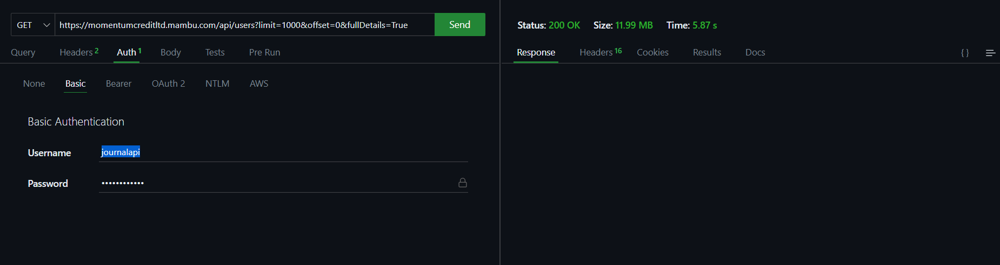 GET https://momentumcreditltd.mambu.com/api/users?limit=1000&offset=0&fullDetails=True Send
Query Headers 2 Auth 1 Body Tests Pre Run
None Basic Bearer OAuth 2 NTLM AWS
Basic Authentication
Username journalapi
Password ••••••••••••
Status: 200 OK Size: 11.99 MB Time: 5.87 s
Response Headers 16 Cookies Results Docs { }